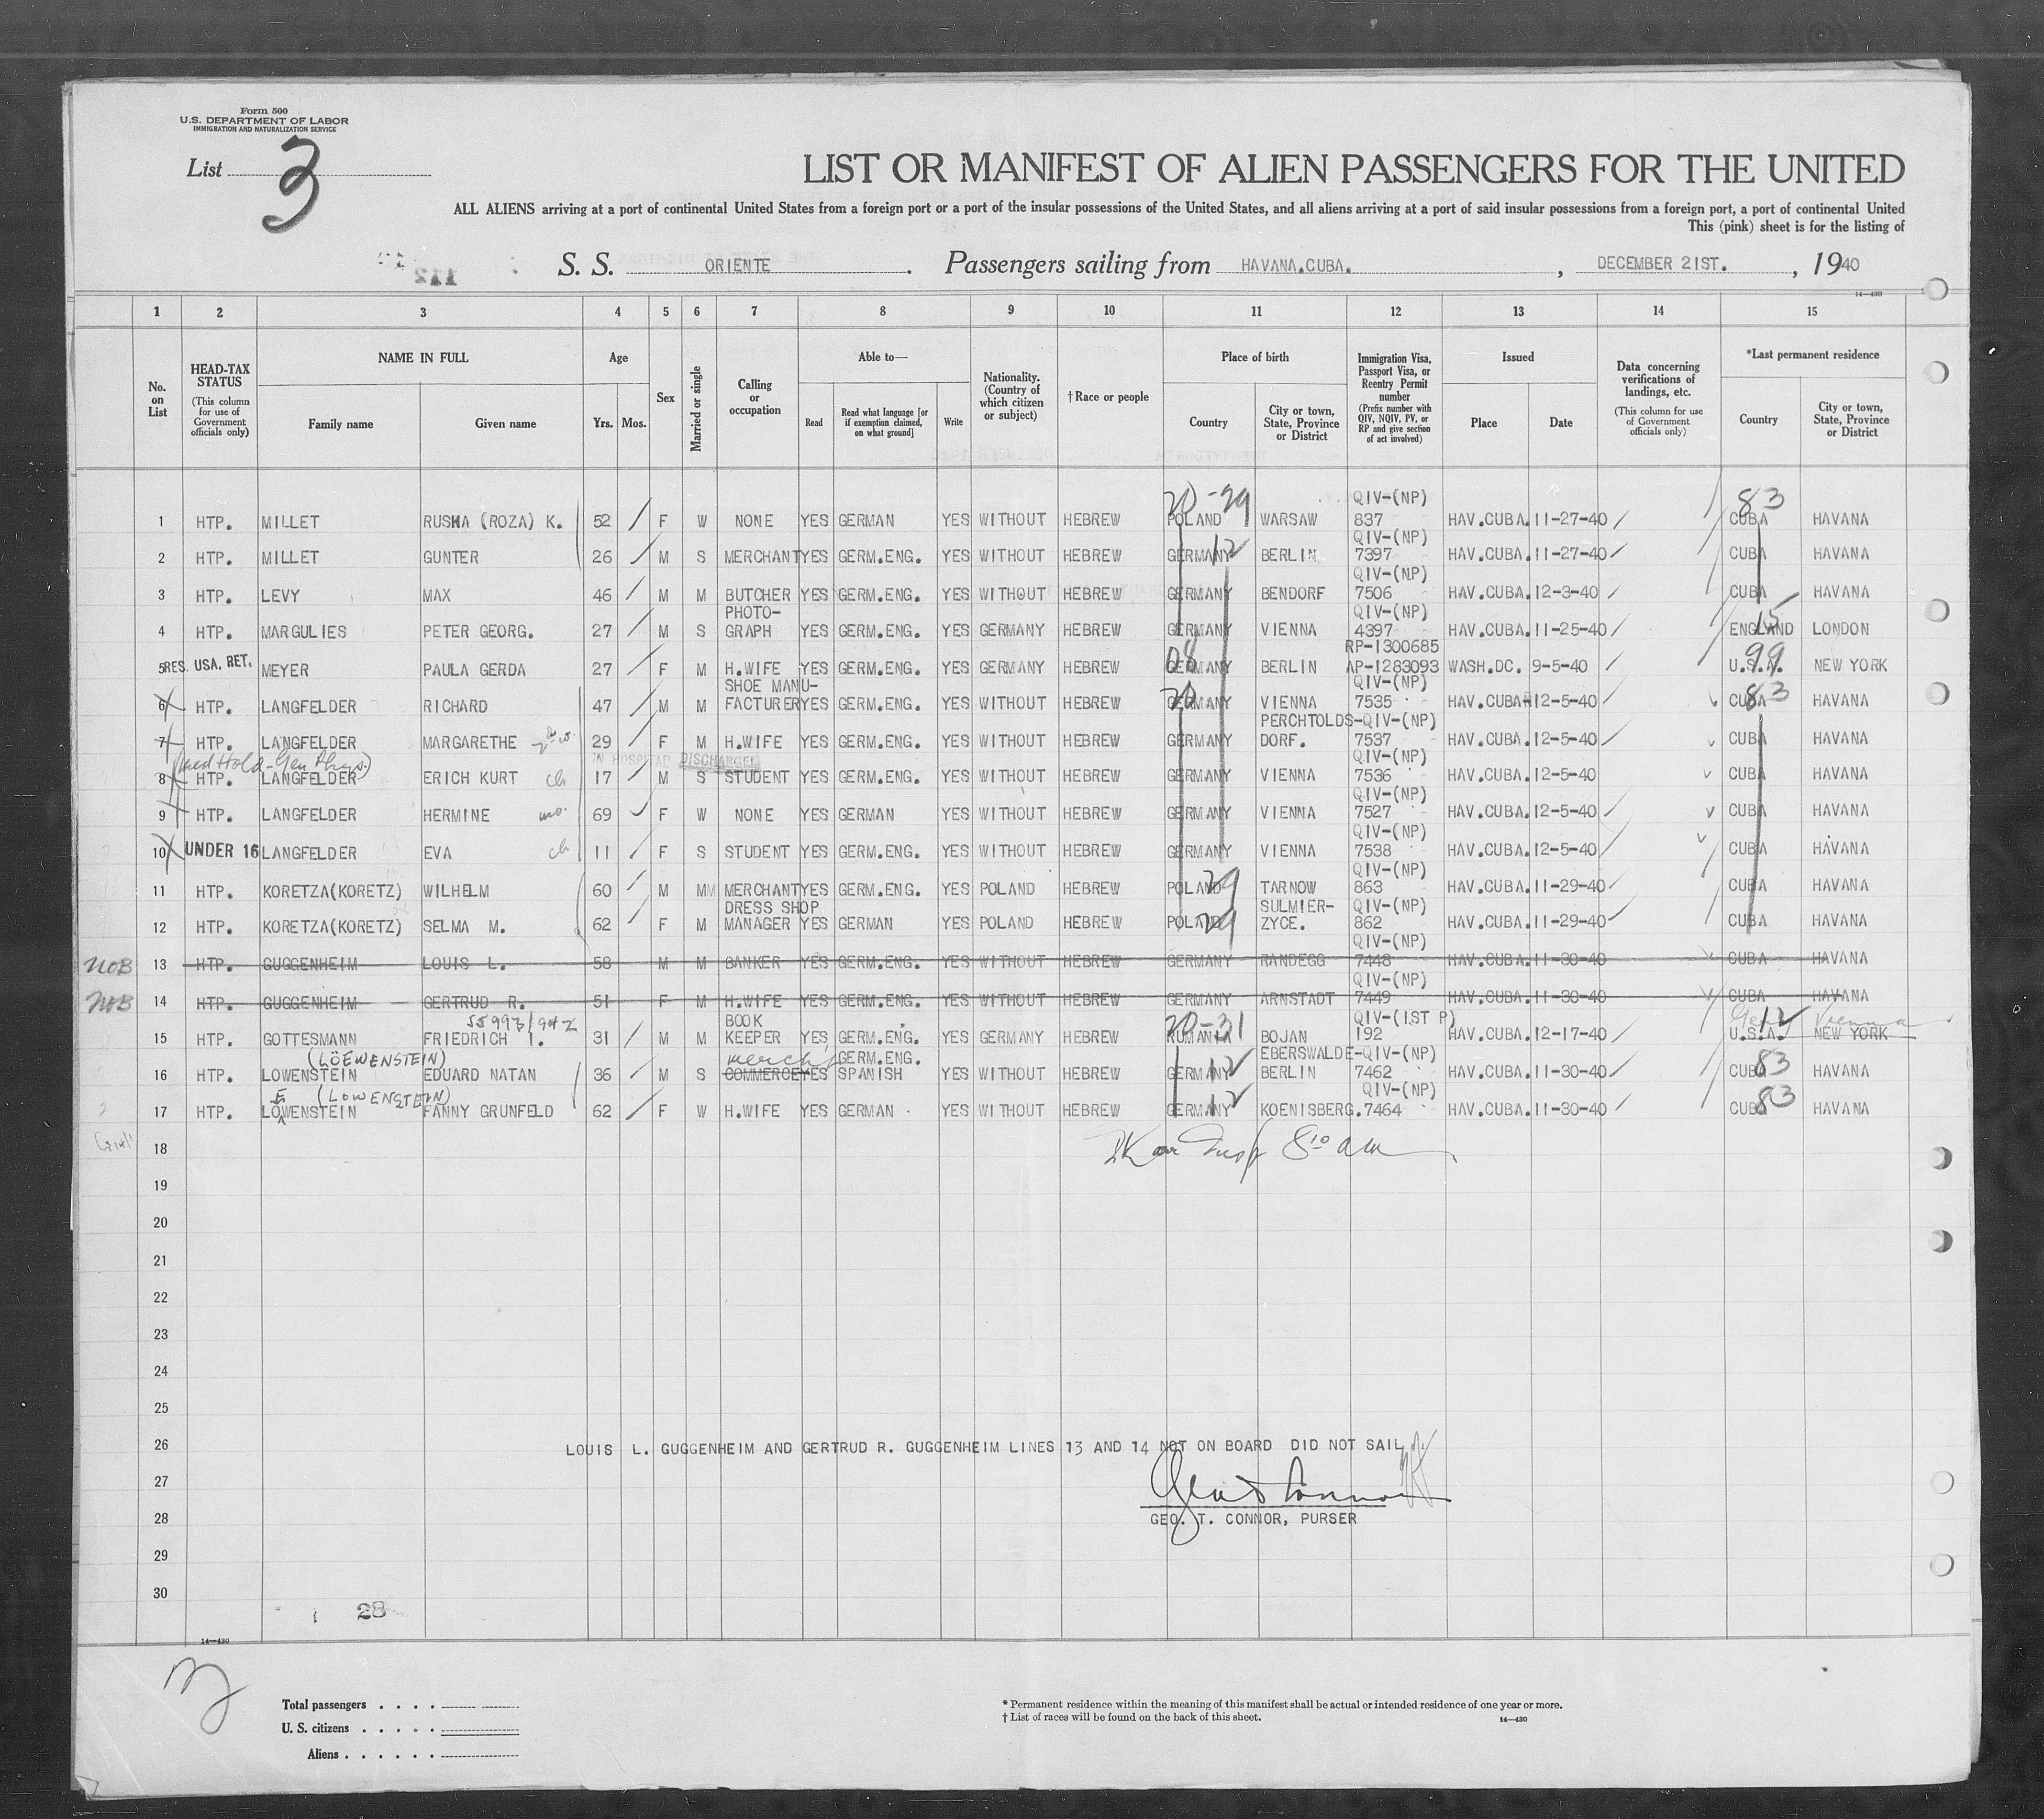 Form 500
U.S. DEPARTMENT OF LABOR
IMMIGRATION AND NATURALIZATION SERVICE
List 3
LIST OR MANIFEST OF ALIEN PASSENGERS FOR THE UNITED
ALL ALIENS arriving at a port of continental United States from a foreign port or a port of the insular possessions of the United States, and all aliens arriving at a port of said insular possessions from a foreign port, a port of continental United
This (pink) sheet is for the listing of
S. S. ORIENTE. Passengers sailing from HAVANA.CUBA. , DECEMBER 21ST. , 1940
14—430
1 2 3 4 5 6 7 8 9 10 11 12 13 14 15
No. on List
HEAD-TAX STATUS (This column for use of Government officials only)
NAME IN FULL Family name Given name
Age Yrs. Mos.
Sex
Married or single
Calling or occupation
Able to— Read Read what language [or if exemption claimed, on what ground] Write
Nationality. (Country of which citizen or subject)
†Race or people
Place of birth Country City or town, State, Province or District
Immigration Visa, Passport Visa, or Reentry Permit number (Prefix number with QIV, NQIV, PV, or RP and give section of act involved)
Issued Place Date
Data concerning verifications of landings, etc. (This column for use of Government officials only)
*Last permanent residence Country City or town, State, Province or District
20-29 QIV-(NP) 83
1 HTP. MILLET RUSHA (ROZA) K. 52 F W NONE YES GERMAN YES WITHOUT HEBREW POLAND WARSAW 837 HAV.CUBA. 11-27-40 CUBA HAVANA
12 QIV-(NP)
2 HTP. MILLET GUNTER 26 M S MERCHANT YES GERM.ENG. YES WITHOUT HEBREW GERMANY BERLIN 7397 HAV.CUBA. 11-27-40 CUBA HAVANA
QIV-(NP)
3 HTP. LEVY MAX 46 M M BUTCHER YES GERM.ENG. YES WITHOUT HEBREW GERMANY BENDORF 7506 HAV.CUBA. 12-3-40 CUBA HAVANA
PHOTO- QIV-(NP) 15
4 HTP. MARGULIES PETER GEORG. 27 M S GRAPH YES GERM.ENG. YES GERMANY HEBREW GERMANY VIENNA 4397 HAV.CUBA. 11-25-40 ENGLAND LONDON
RP-1300685 99
5 RES. USA. RET. MEYER PAULA GERDA 27 F M H.WIFE YES GERM.ENG. YES GERMANY HEBREW GERMANY BERLIN AP-1283093 WASH.DC. 9-5-40 U.S.A. NEW YORK
SHOE MANU- QIV-(NP) 83
6 HTP. LANGFELDER RICHARD 47 M M FACTURER YES GERM.ENG. YES WITHOUT HEBREW GERMANY VIENNA 7535 HAV.CUBA 12-5-40 CUBA HAVANA
PERCHTOLDS-QIV-(NP)
7 HTP. LANGFELDER MARGARETHE 29 F M H.WIFE YES GERM.ENG. YES WITHOUT HEBREW GERMANY DORF. 7537 HAV.CUBA. 12-5-40 CUBA HAVANA
IN HOSPITAL DISCHARGED QIV-(NP)
8 HTP. LANGFELDER ERICH KURT ch 17 M S STUDENT YES GERM.ENG. YES WITHOUT HEBREW GERMANY VIENNA 7536 HAV.CUBA. 12-5-40 CUBA HAVANA
QIV-(NP)
9 HTP. LANGFELDER HERMINE mo. 69 F W NONE YES GERMAN YES WITHOUT HEBREW GERMANY VIENNA 7527 HAV.CUBA. 12-5-40 CUBA HAVANA
QIV-(NP)
10 UNDER 16 LANGFELDER EVA ch 11 F S STUDENT YES GERM.ENG. YES WITHOUT HEBREW GERMANY VIENNA 7538 HAV.CUBA. 12-5-40 CUBA HAVANA
QIV-(NP)
11 HTP. KORETZA(KORETZ) WILHELM 60 M M MERCHANT YES GERM.ENG. YES POLAND HEBREW POLAND 29 TARNOW 863 HAV.CUBA. 11-29-40 CUBA HAVANA
DRESS SHOP SULMIER- QIV-(NP)
12 HTP. KORETZA(KORETZ) SELMA M. 62 F M MANAGER YES GERMAN YES POLAND HEBREW POLAND 29 ZYCE. 862 HAV.CUBA. 11-29-40 CUBA HAVANA
QIV-(NP)
NOB 13 HTP. GUGGENHEIM LOUIS L. 58 M M BANKER YES GERM.ENG. YES WITHOUT HEBREW GERMANY RANDEGG 7448 HAV.CUBA. 11-30-40 CUBA HAVANA
QIV-(NP)
NOB 14 HTP. GUGGENHEIM GERTRUD R. 51 F M H.WIFE YES GERM.ENG. YES WITHOUT HEBREW GERMANY ARNSTADT 7449 HAV.CUBA. 11-30-40 CUBA HAVANA
BOOK 20-31 QIV-(1ST P) 12 Vienna
15 HTP. GOTTESMANN FRIEDRICH I. 31 M M KEEPER YES GERM.ENG. YES GERMANY HEBREW RUMANIA BOJAN 192 HAV.CUBA. 12-17-40 U.S.A. NEW YORK
(LOEWENSTEIN) merch GERM.ENG. 12 EBERSWALDE-QIV-(NP) 83
16 HTP. LOWENSTEIN EDUARD NATAN 36 M S COMMERCE YES SPANISH YES WITHOUT HEBREW GERMANY BERLIN 7462 HAV.CUBA. 11-30-40 CUBA HAVANA
E (LOWENSTEIN) 12 QIV-(NP) 83
17 HTP. LOWENSTEIN FANNY GRUNFELD 62 F W H.WIFE YES GERMAN YES WITHOUT HEBREW GERMANY KOENISBERG. 7464 HAV.CUBA. 11-30-40 CUBA HAVANA
18 8 10 am
19
20
21
22
23
24
25
26 LOUIS L. GUGGENHEIM AND GERTRUD R. GUGGENHEIM LINES 13 AND 14 NOT ON BOARD DID NOT SAIL
27 Geo T Connor
28 GEO. T. CONNOR, PURSER
29
30
28
14—430
Total passengers . . . .
U. S. citizens . . . . .
Aliens . . . . . .
* Permanent residence within the meaning of this manifest shall be actual or intended residence of one year or more.
† List of races will be found on the back of this sheet.
14—430